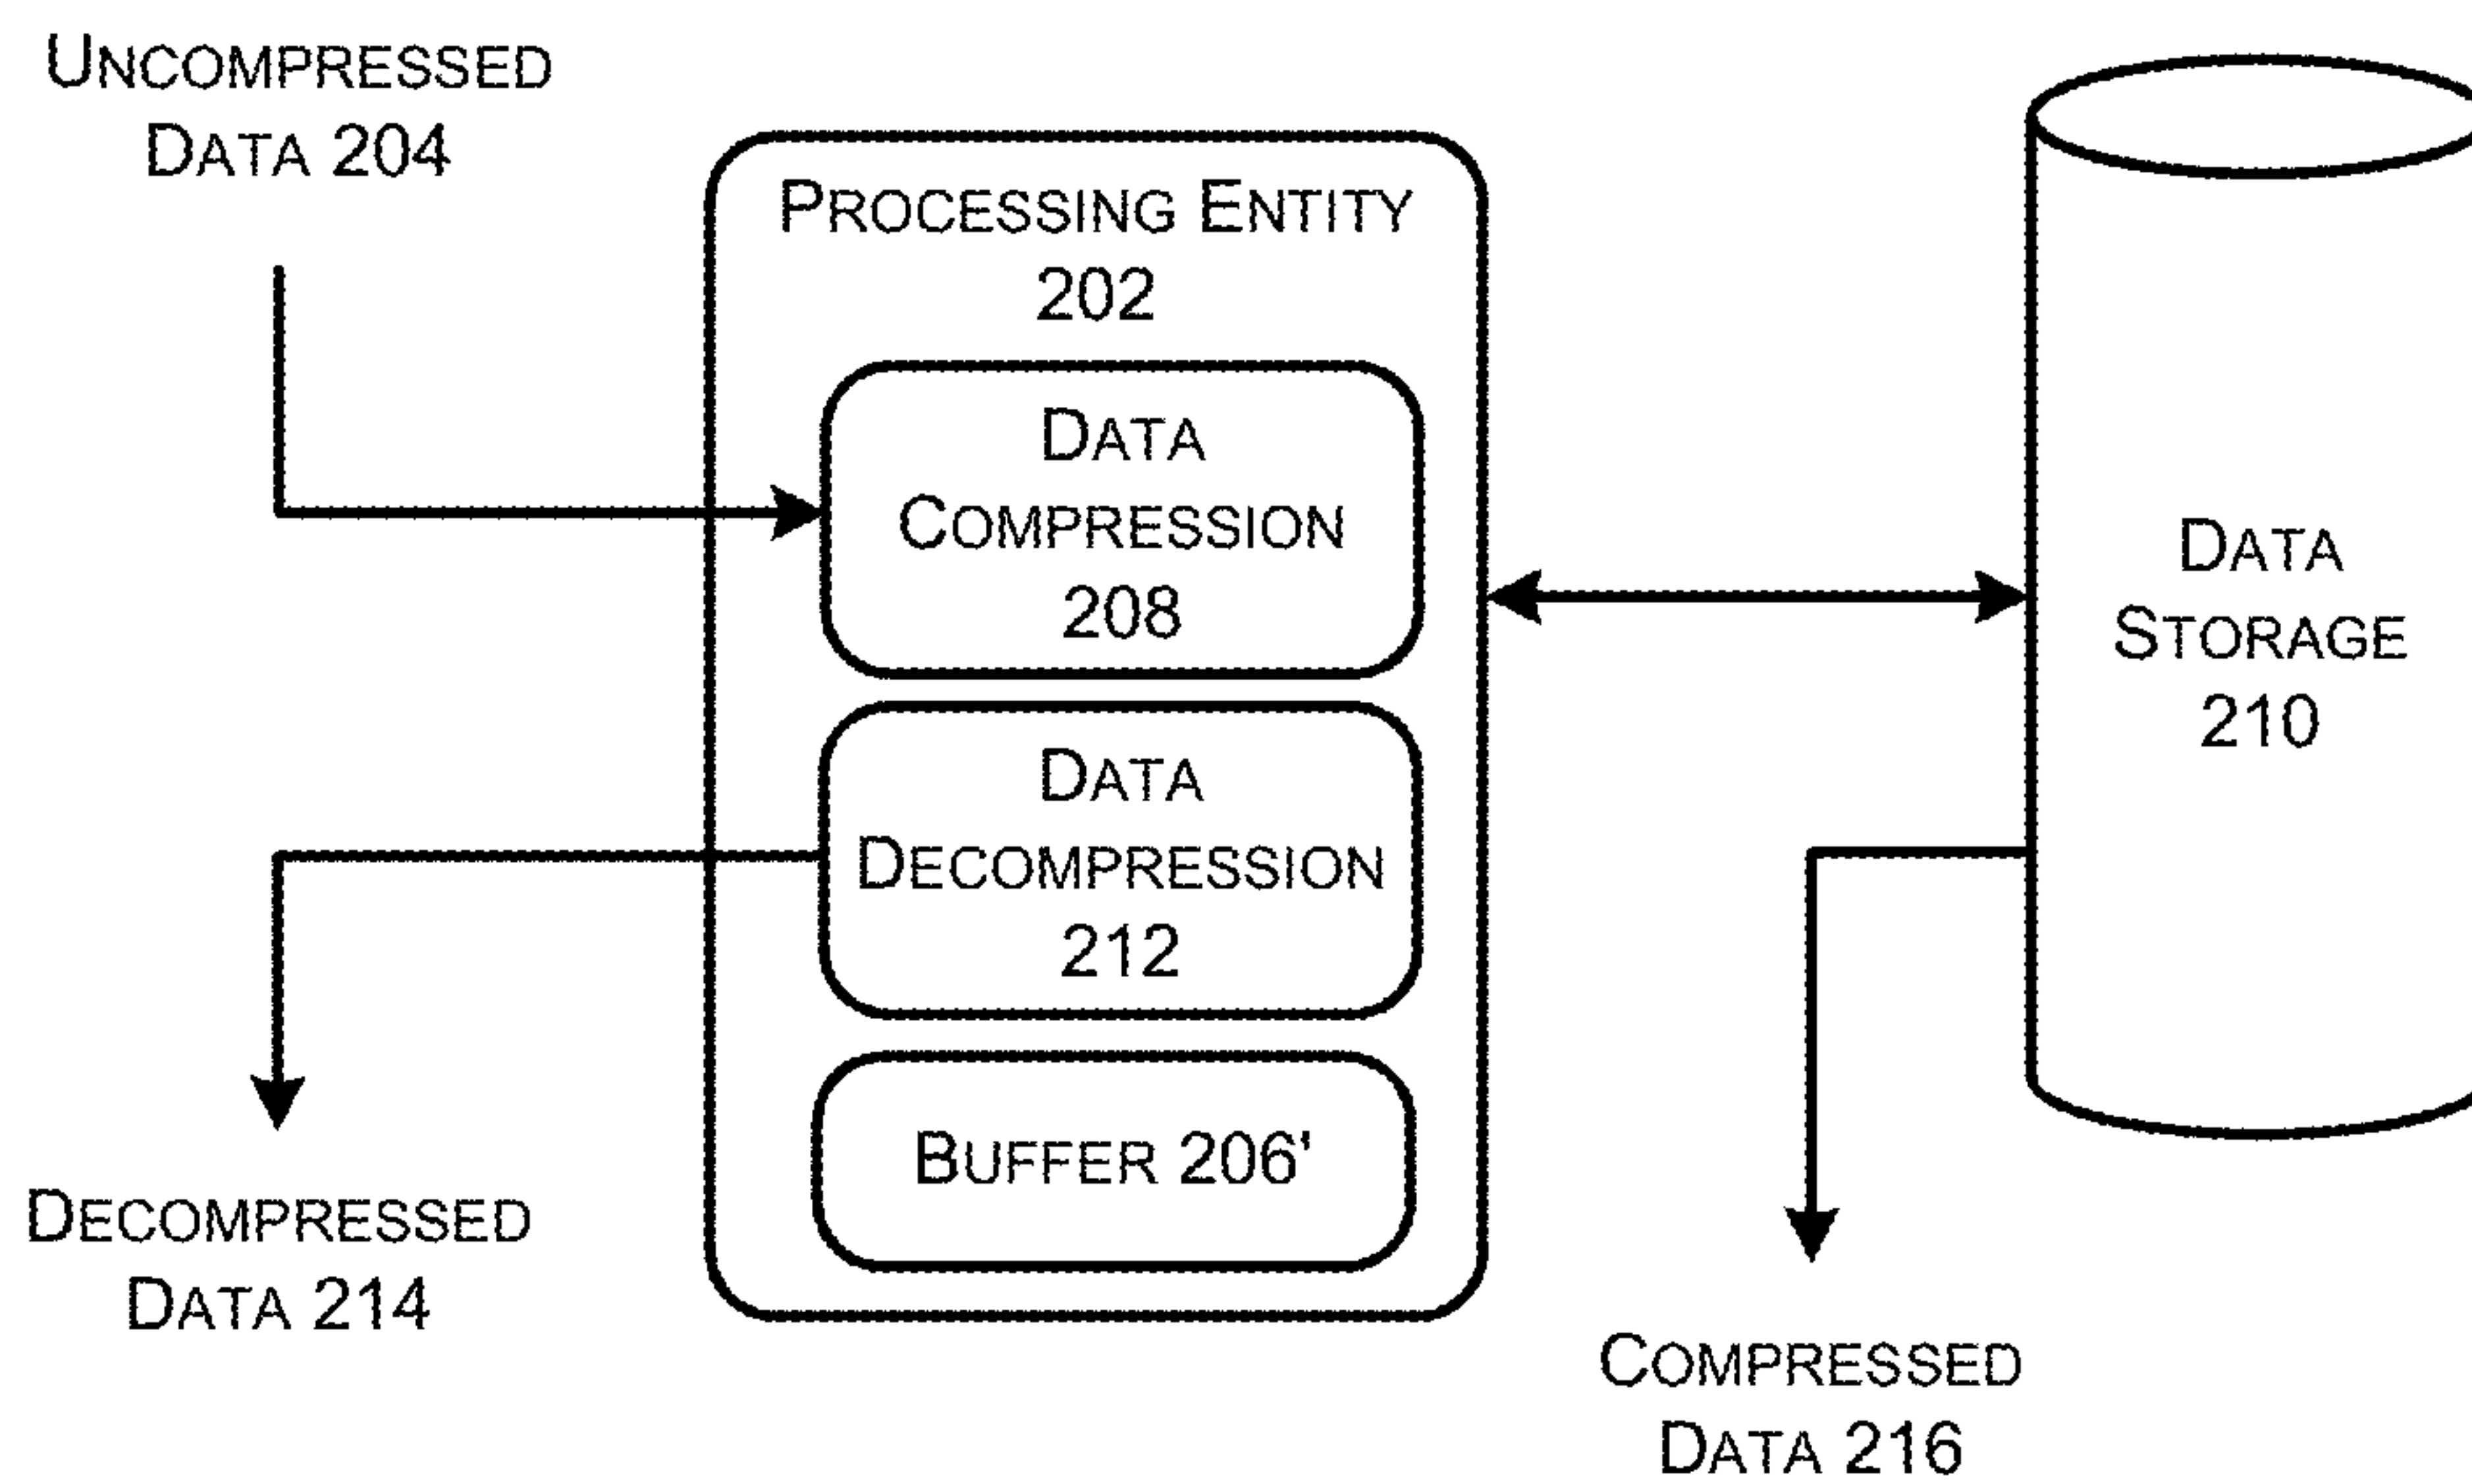 UNCOMPRESSED
DATA 204
PROCESSING ENTITY
202
DATA
COMPRESSION
208
DATA
DECOMPRESSION
212
BUFFER 206'
DATA
STORAGE
210
DECOMPRESSED
DATA 214
COMPRESSED
DATA 216